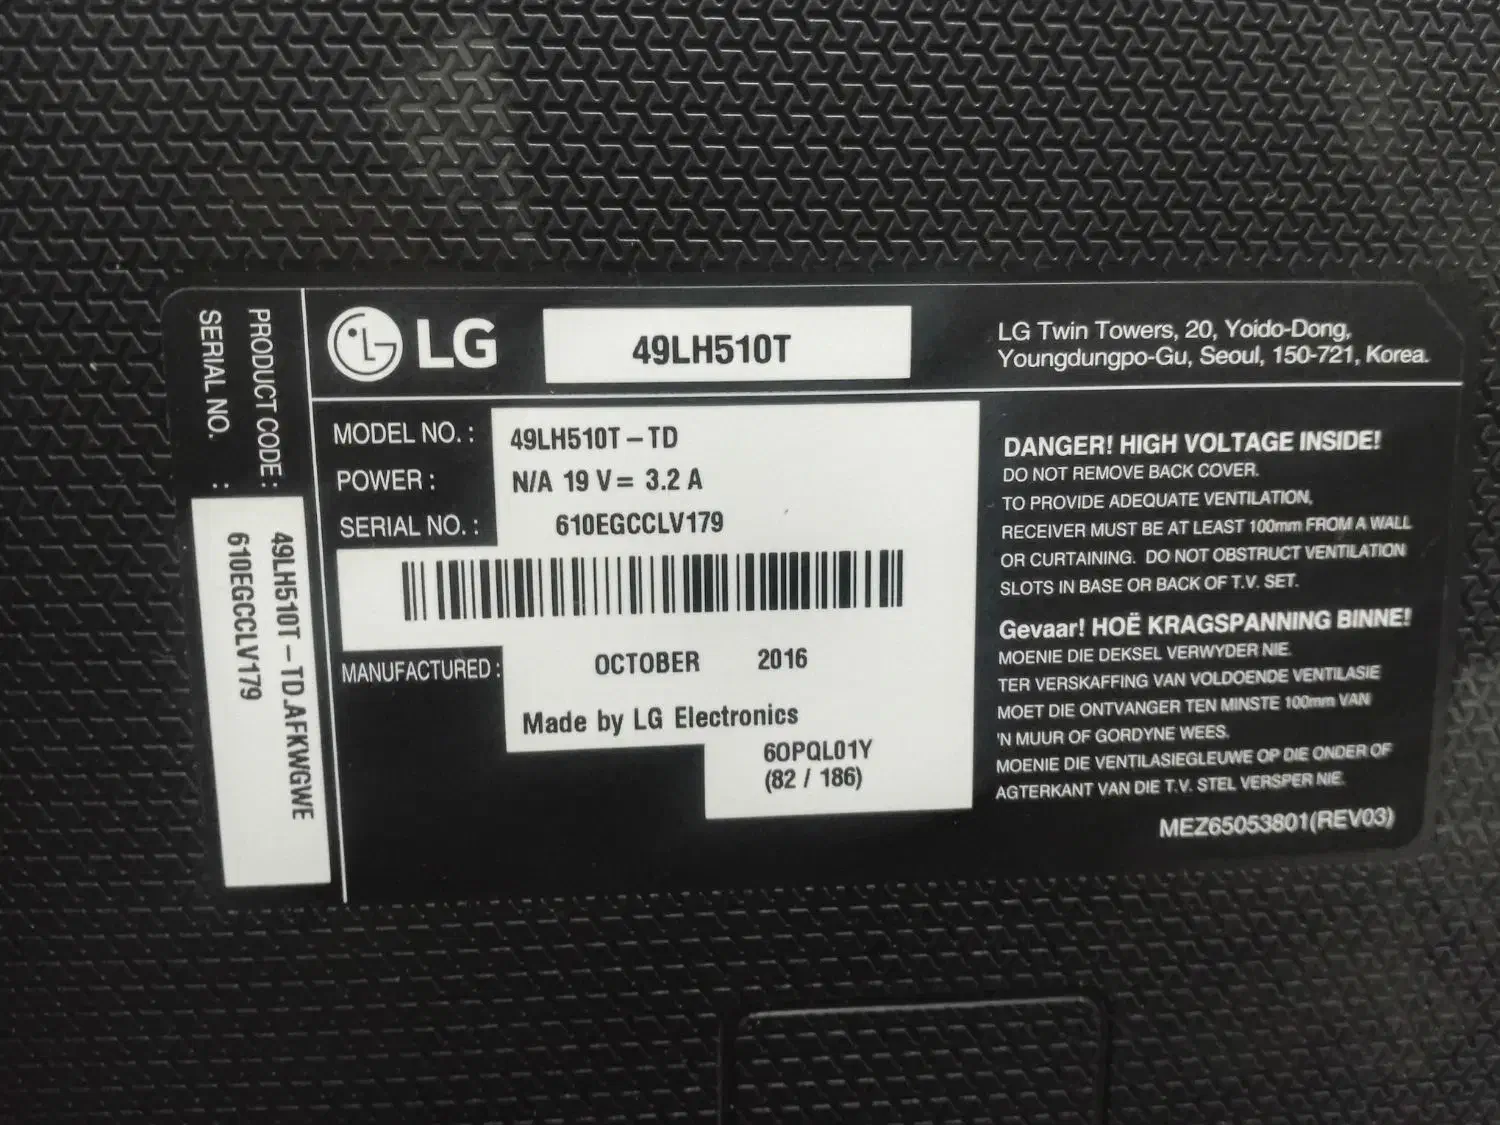 PRODUCT CODE : 49LH510T-TD.AFKWGWE
SERIAL NO. : 610EGCCLV179
LG
49LH510T
LG Twin Towers, 20, Yoido-Dong,
Youngdungpo-Gu, Seoul, 150-721, Korea.
MODEL NO. : 49LH510T-TD
POWER : N/A 19 V= 3.2 A
SERIAL NO. : 610EGCCLV179
MANUFACTURED : OCTOBER 2016
Made by LG Electronics
60PQL01Y
(82 / 186)
DANGER! HIGH VOLTAGE INSIDE!
DO NOT REMOVE BACK COVER.
TO PROVIDE ADEQUATE VENTILATION,
RECEIVER MUST BE AT LEAST 100mm FROM A WALL
OR CURTAINING. DO NOT OBSTRUCT VENTILATION
SLOTS IN BASE OR BACK OF T.V. SET.
Gevaar! HOË KRAGSPANNING BINNE!
MOENIE DIE DEKSEL VERWYDER NIE.
TER VERSKAFFING VAN VOLDOENDE VENTILASIE
MOET DIE ONTVANGER TEN MINSTE 100mm VAN
'N MUUR OF GORDYNE WEES.
MOENIE DIE VENTILASIEGLEUWE OP DIE ONDER OF
AGTERKANT VAN DIE T.V. STEL VERSPER NIE.
MEZ65053801(REV03)